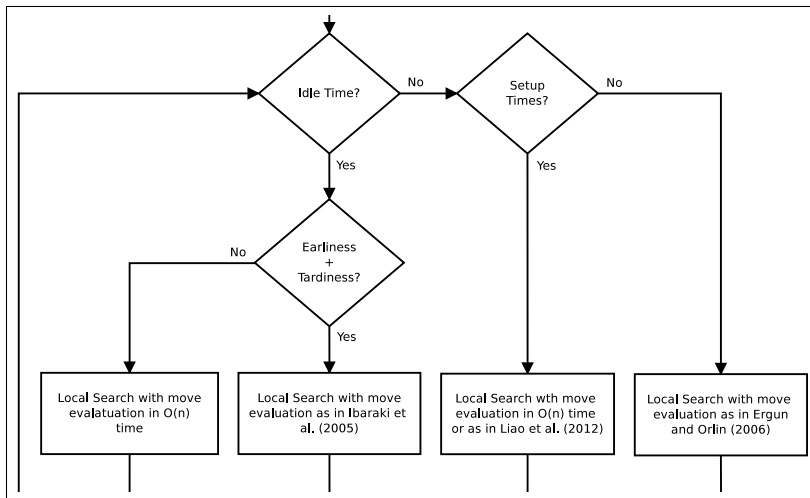 Idle Time?
No
Setup
Times?
No
Yes
Yes
Earliness
+
Tardiness?
No
Yes
Local Search with move
evalatuation in O(n)
time
Local Search with move
evaluation as in Ibaraki et
al. (2005)
Local Search wth move
evaluation in O(n) time
or as in Liao et al. (2012)
Local Search with move
evaluation as in Ergun
and Orlin (2006)